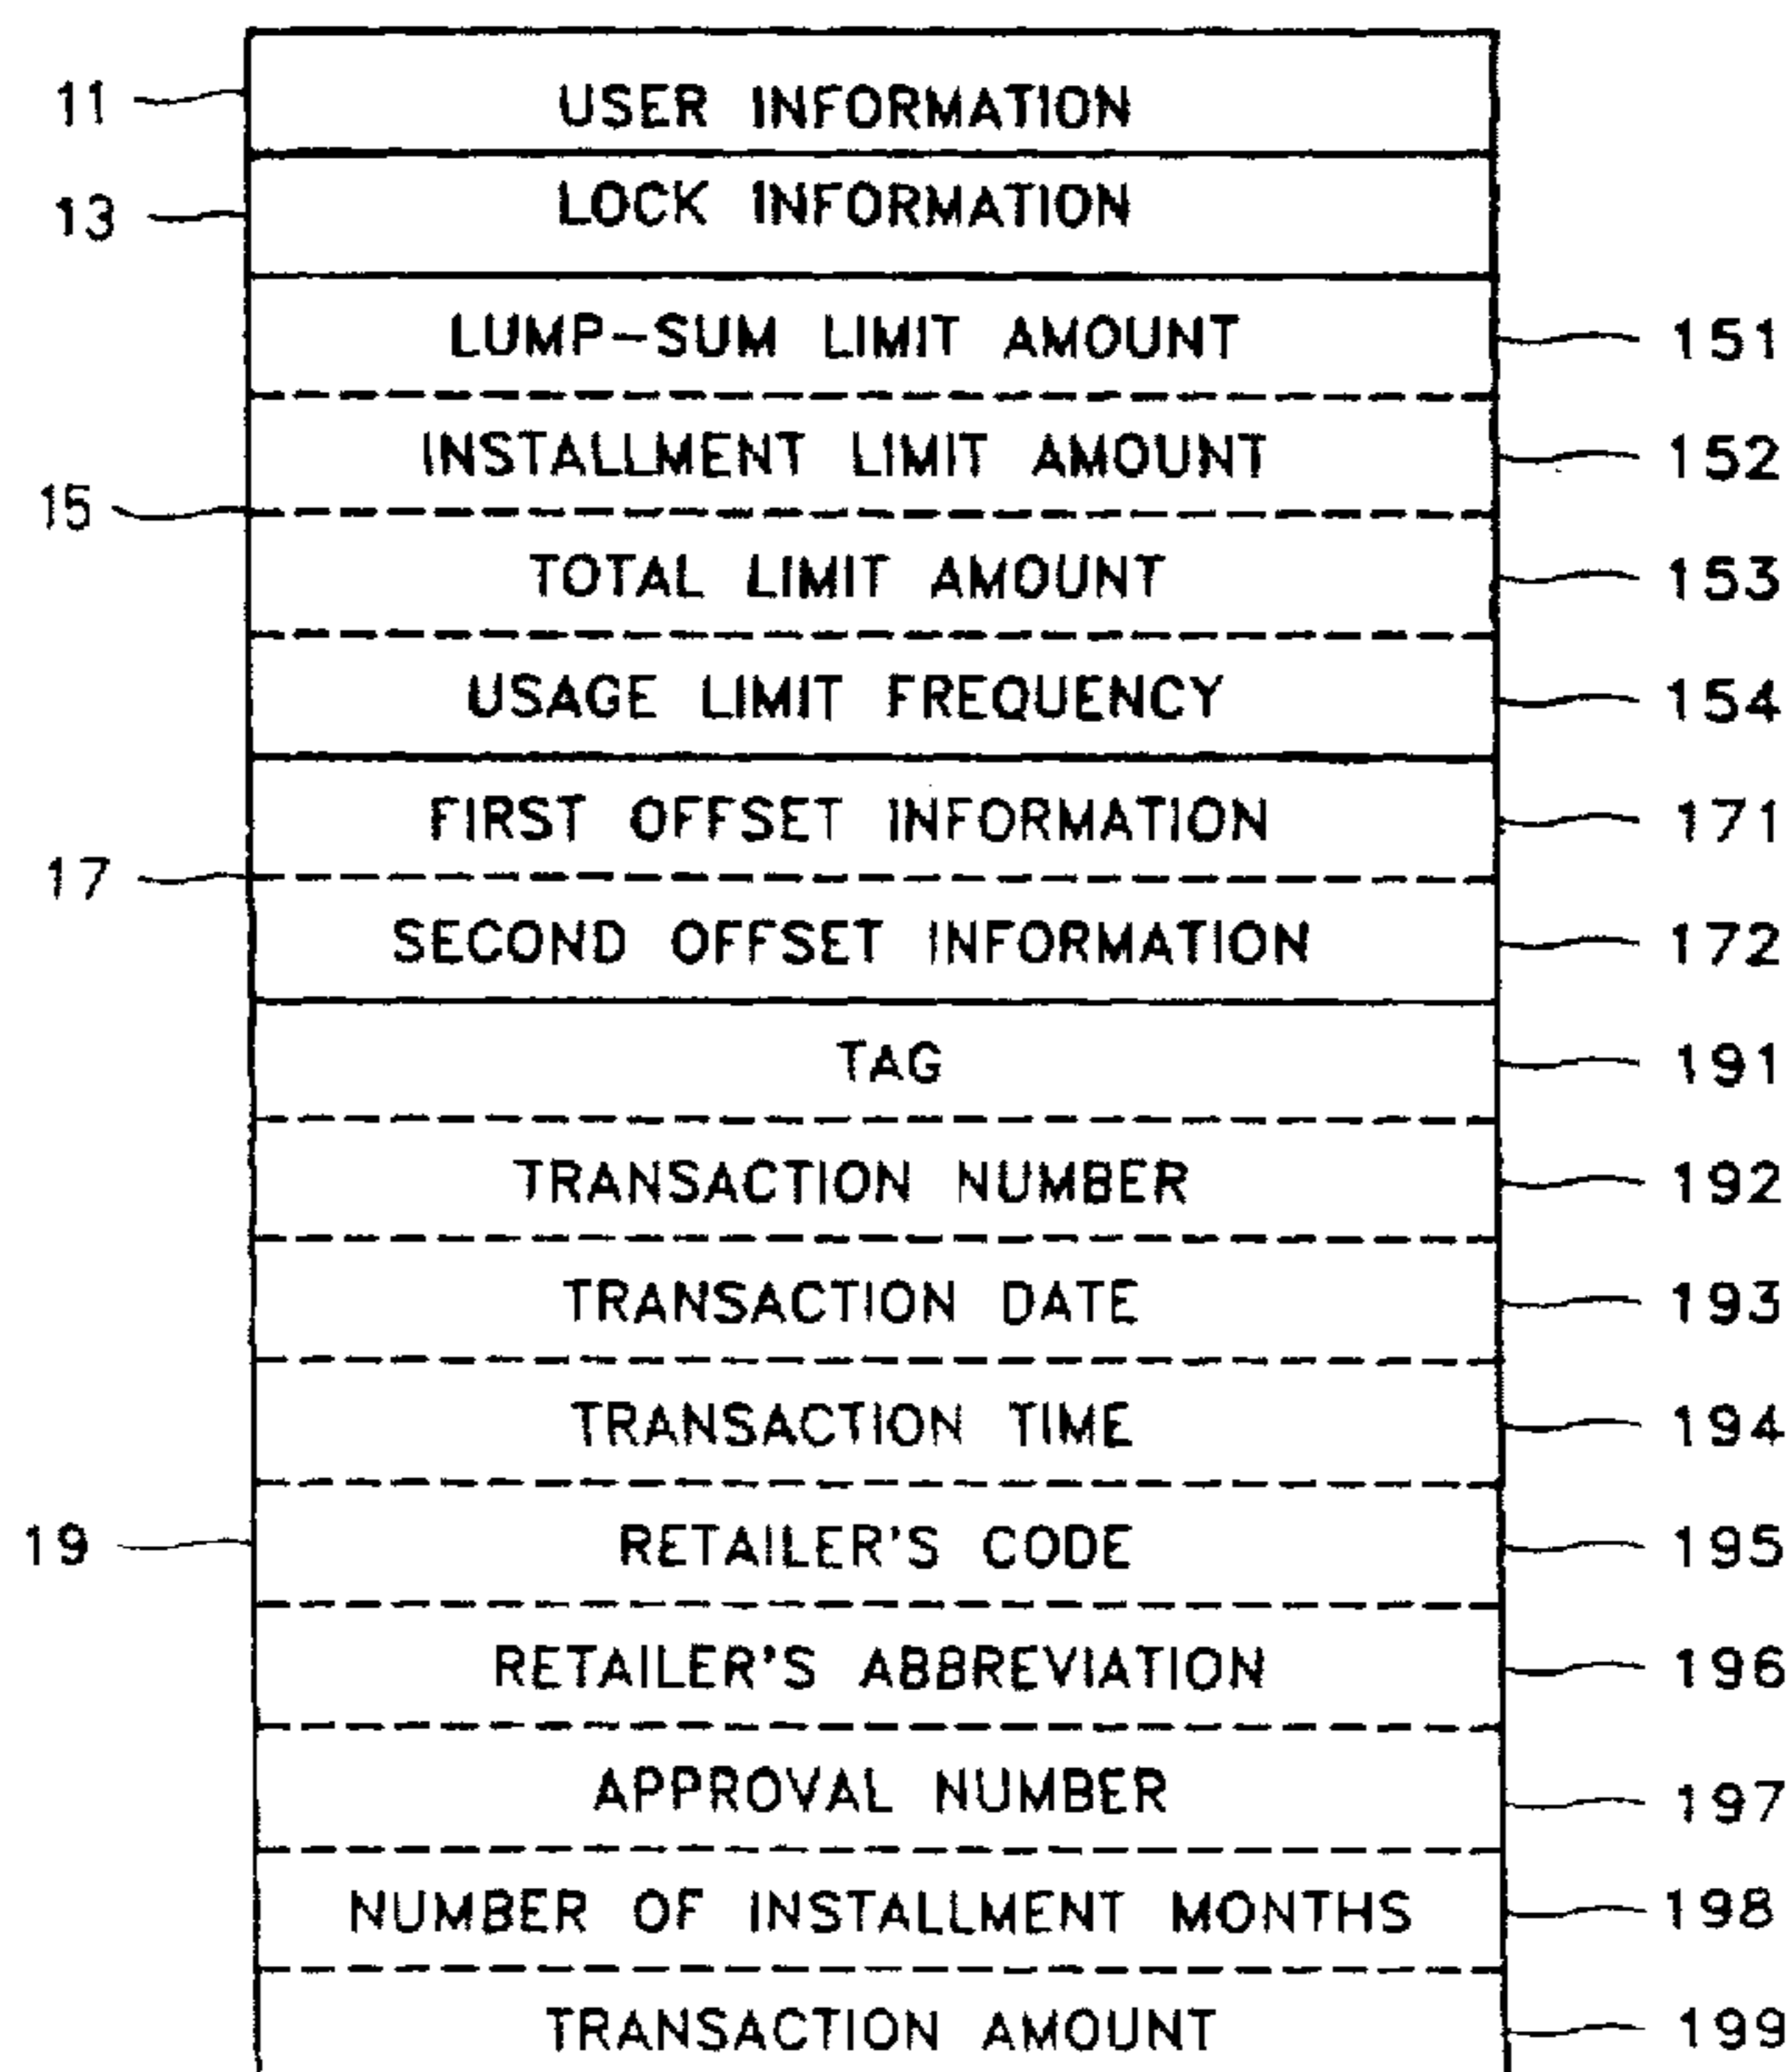 11 USER INFORMATION
13 LOCK INFORMATION
LUMP-SUM LIMIT AMOUNT 151
INSTALLMENT LIMIT AMOUNT 152
15
TOTAL LIMIT AMOUNT 153
USAGE LIMIT FREQUENCY 154
FIRST OFFSET INFORMATION 171
17
SECOND OFFSET INFORMATION 172
TAG 191
TRANSACTION NUMBER 192
TRANSACTION DATE 193
TRANSACTION TIME 194
19 RETAILER'S CODE 195
RETAILER'S ABBREVIATION 196
APPROVAL NUMBER 197
NUMBER OF INSTALLMENT MONTHS 198
TRANSACTION AMOUNT 199